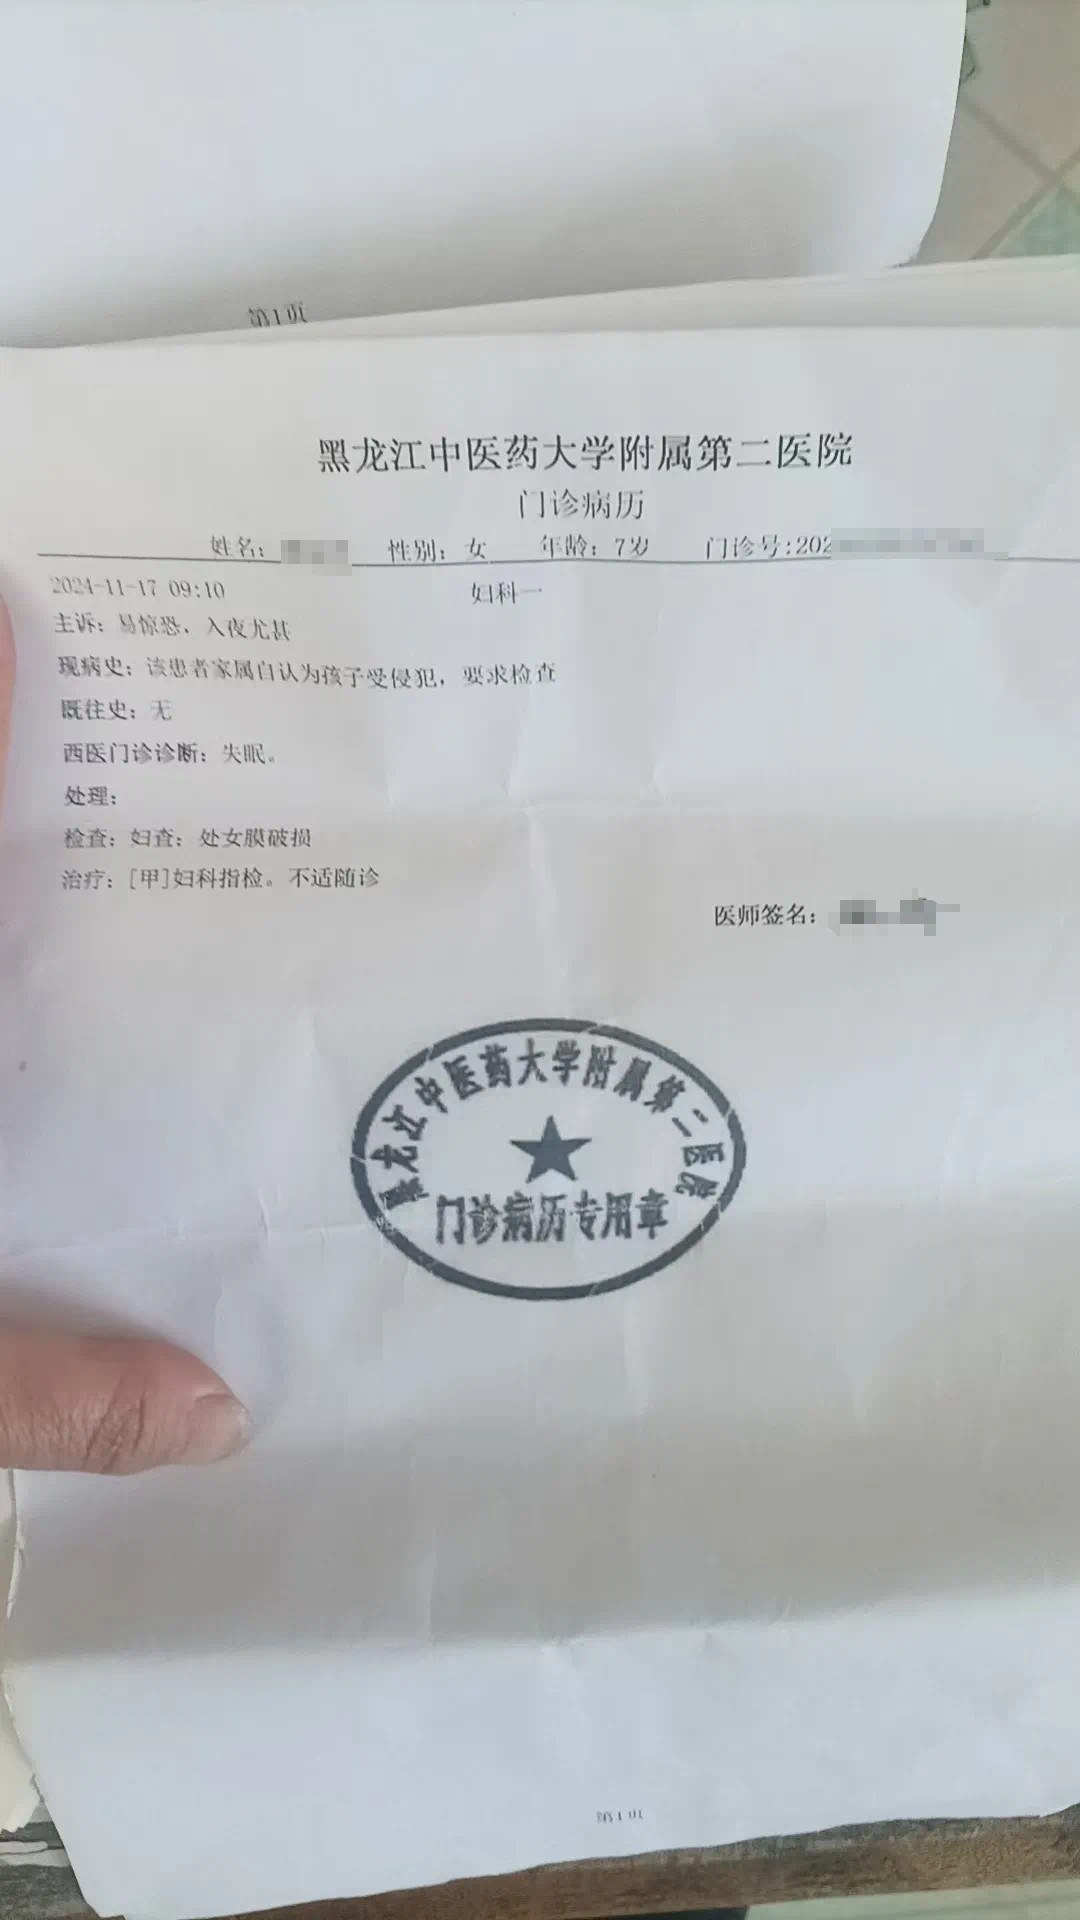 第1页
黑龙江中医药大学附属第二医院
门诊病历
姓名: 性别: 女 年龄: 7岁 门诊号:202
2024-11-17 09:10 妇科一
主诉: 易惊恐, 入夜尤甚
现病史: 该患者家属自认为孩子受侵犯, 要求检查
既往史: 无
西医门诊诊断: 失眠。
处理:
检查: 妇查: 处女膜破损
治疗: [甲]妇科指检。不适随诊
医师签名:
黑龙江中医药大学附属第二医院
门诊病历专用章
第1页